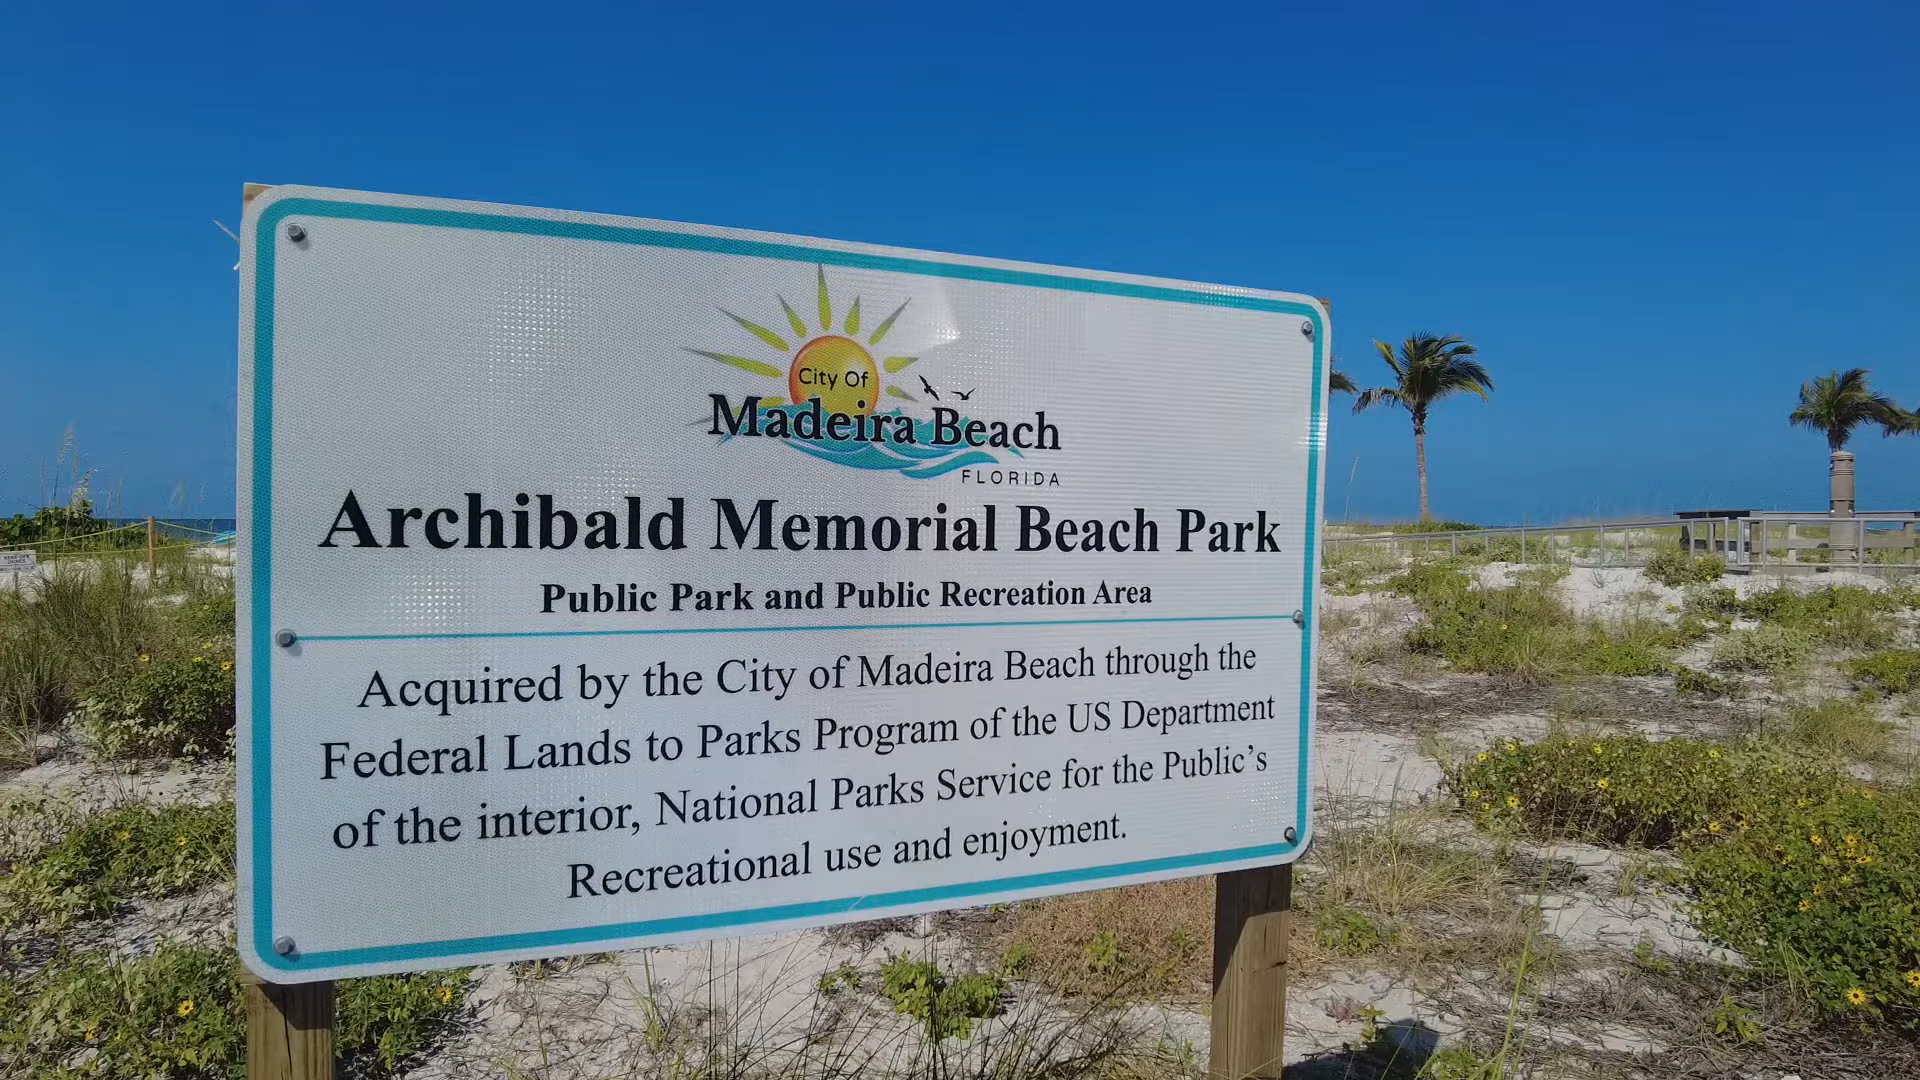 City Of
Madeira Beach
FLORIDA
Archibald Memorial Beach Park
Public Park and Public Recreation Area
Acquired by the City of Madeira Beach through the
Federal Lands to Parks Program of the US Department
of the interior, National Parks Service for the Public's
Recreational use and enjoyment.